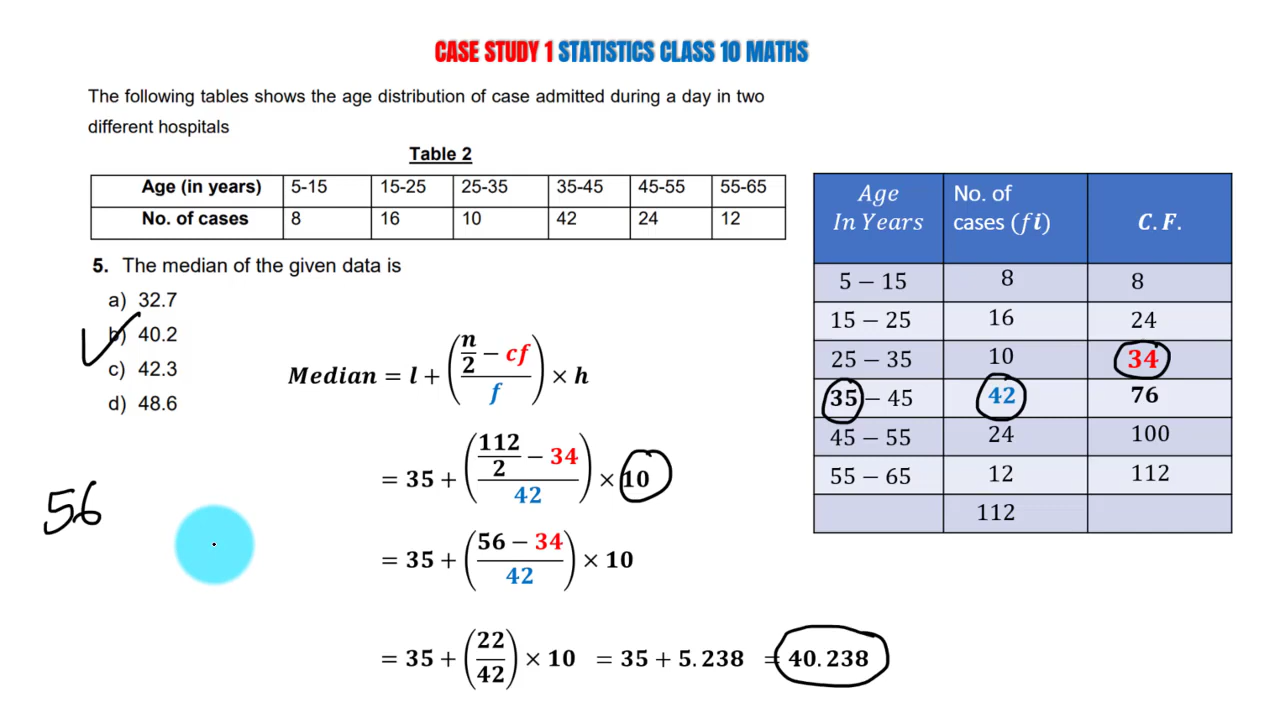 CASE STUDY 1 STATISTICS CLASS 10 MATHS
The following tables shows the age distribution of case admitted during a day in two
different hospitals
Table 2
Age (in years) 5-15 15-25 25-35 35-45 45-55 55-65
No. of cases 8 16 10 42 24 12
5. The median of the given data is
a) 32.7
b) 40.2
c) 42.3
d) 48.6
Median = l + ( (n/2 − cf) / f ) × h
= 35 + ( (112/2 − 34) / 42 ) × 10
= 35 + ( (56 − 34) / 42 ) × 10
= 35 + ( 22/42 ) × 10 = 35 + 5.238 = 40.238
56
Age In Years No. of cases (fi) C.F.
5 − 15 8 8
15 − 25 16 24
25 − 35 10 34
35 − 45 42 76
45 − 55 24 100
55 − 65 12 112
112